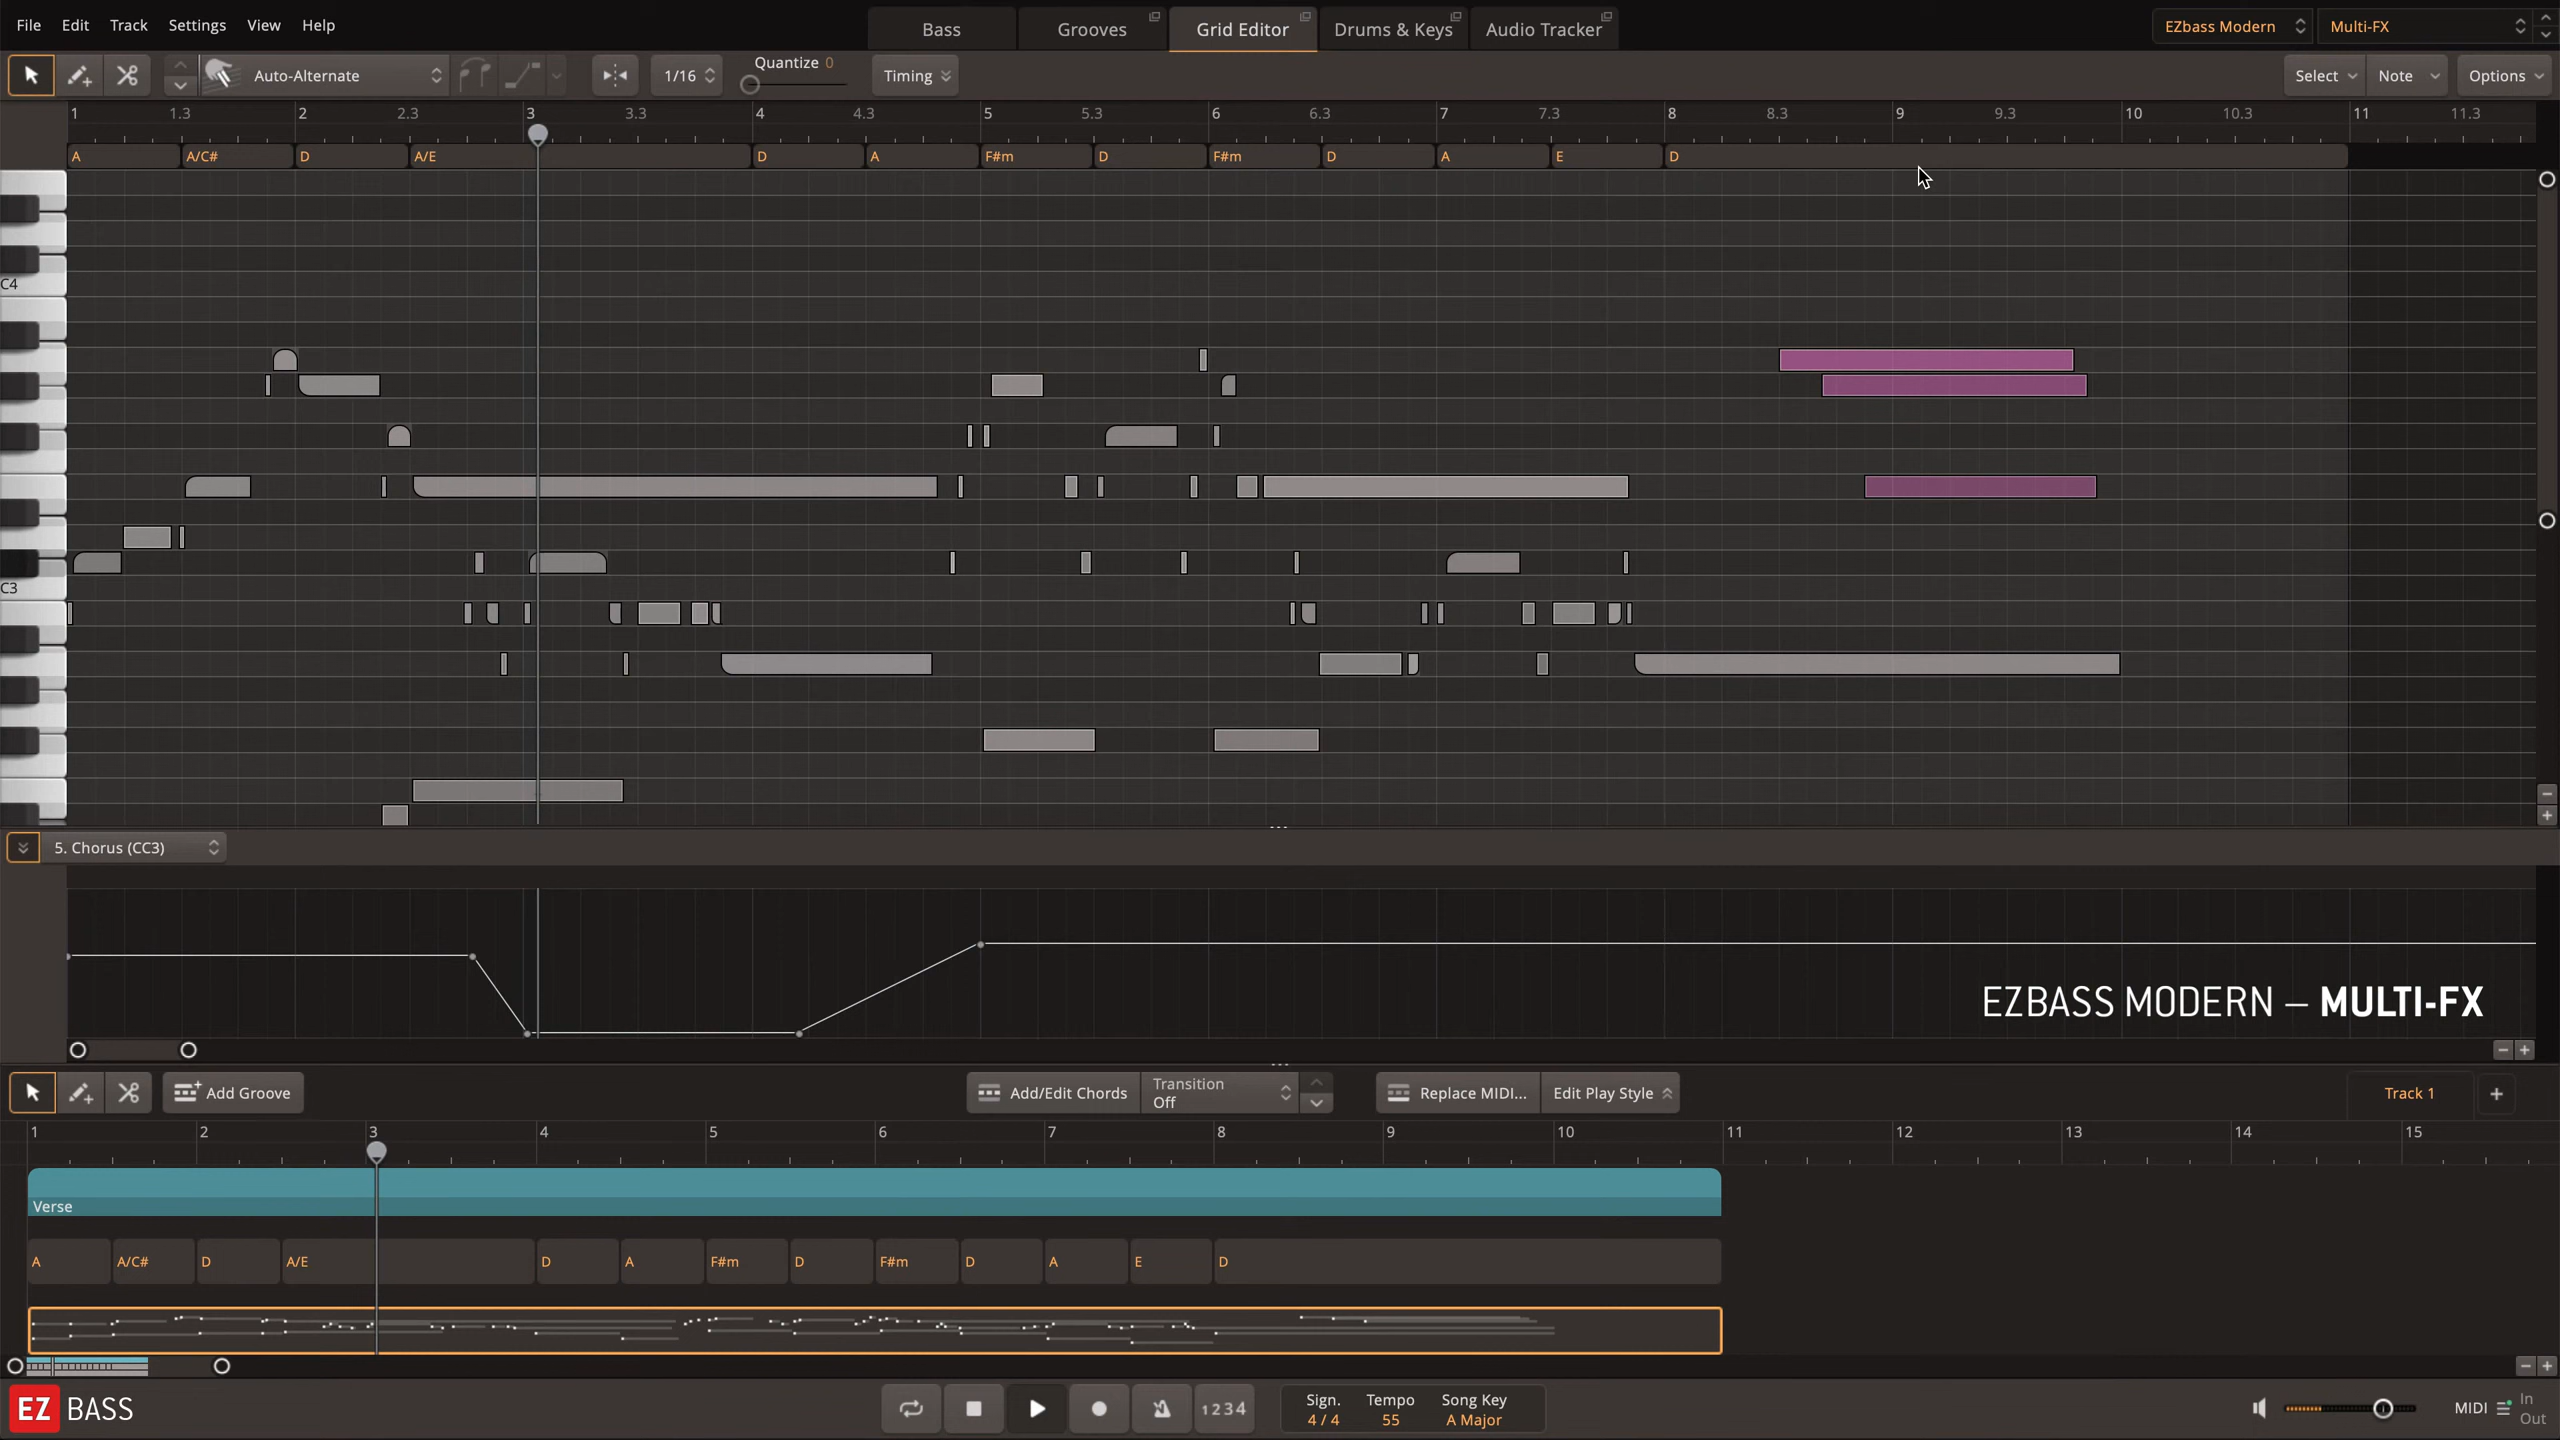 File Edit Track Settings View Help
Bass Grooves Grid Editor Drums & Keys Audio Tracker
EZbass Modern Multi-FX
Auto-Alternate 1/16 Quantize 0 Timing Select Note Options
1 1.3 2 2.3 3 3.3 4 4.3 5 5.3 6 6.3 7 7.3 8 8.3 9 9.3 10 10.3 11 11.3
A A/C# D A/E D A F#m D F#m D A E D
C4
C3
5. Chorus (CC3)
EZBASS MODERN – MULTI-FX
Add Groove Add/Edit Chords Transition Off Replace MIDI... Edit Play Style Track 1
1 2 3 4 5 6 7 8 9 10 11 12 13 14 15
Verse
A A/C# D A/E D A F#m D F#m D A E D
EZ BASS
1234
Sign. Tempo Song Key
4 / 4 55 A Major
MIDI In Out